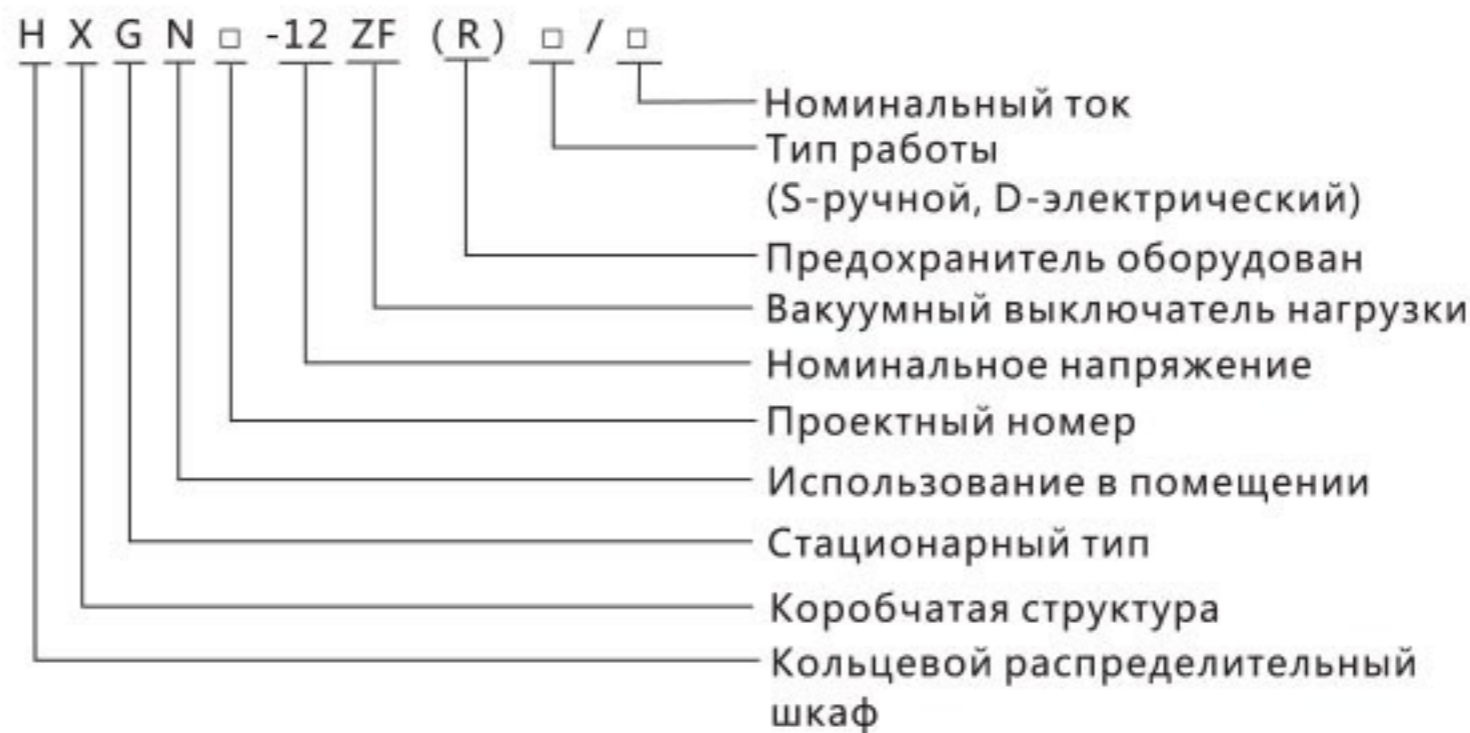 H X G N □ -12 ZF (R) □ / □
Номинальный ток
Тип работы
(S-ручной, D-электрический)
Предохранитель оборудован
Вакуумный выключатель нагрузки
Номинальное напряжение
Проектный номер
Использование в помещении
Стационарный тип
Коробчатая структура
Кольцевой распределительный
шкаф